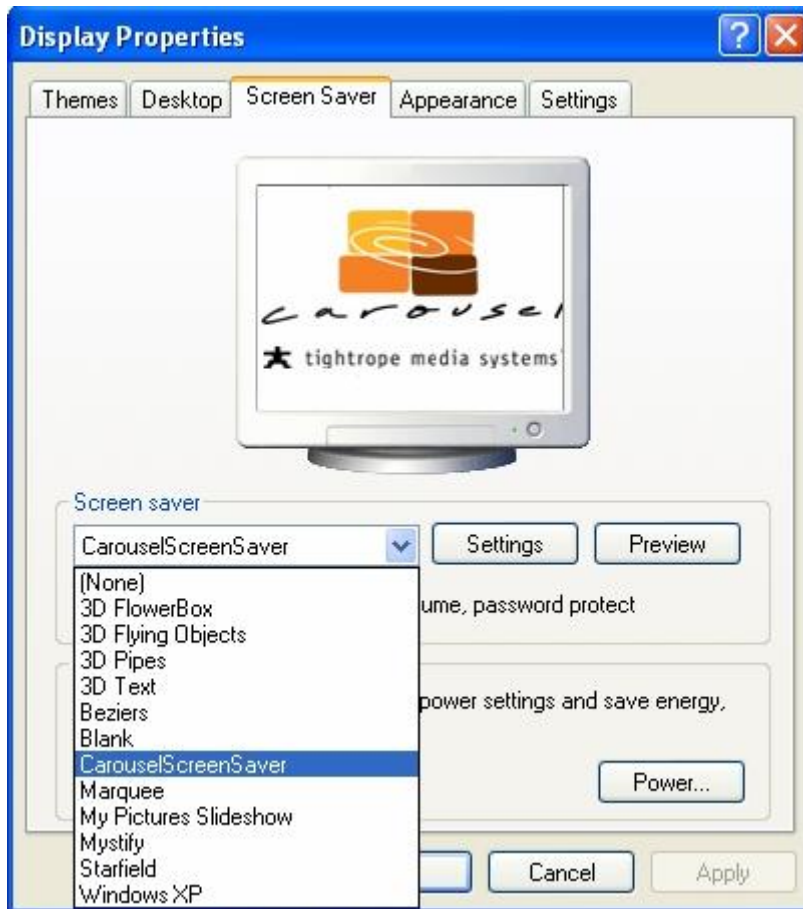 Display Properties
?
Themes Desktop Screen Saver Appearance Settings
carousel
tightrope media systems
Screen saver
CarouselScreenSaver Settings Preview
(None)
3D FlowerBox
3D Flying Objects
ume, password protect
3D Pipes
3D Text
power settings and save energy,
Beziers
Blank
CarouselScreenSaver
Power...
Marquee
My Pictures Slideshow
Mystify
Starfield
Windows XP
Cancel Apply